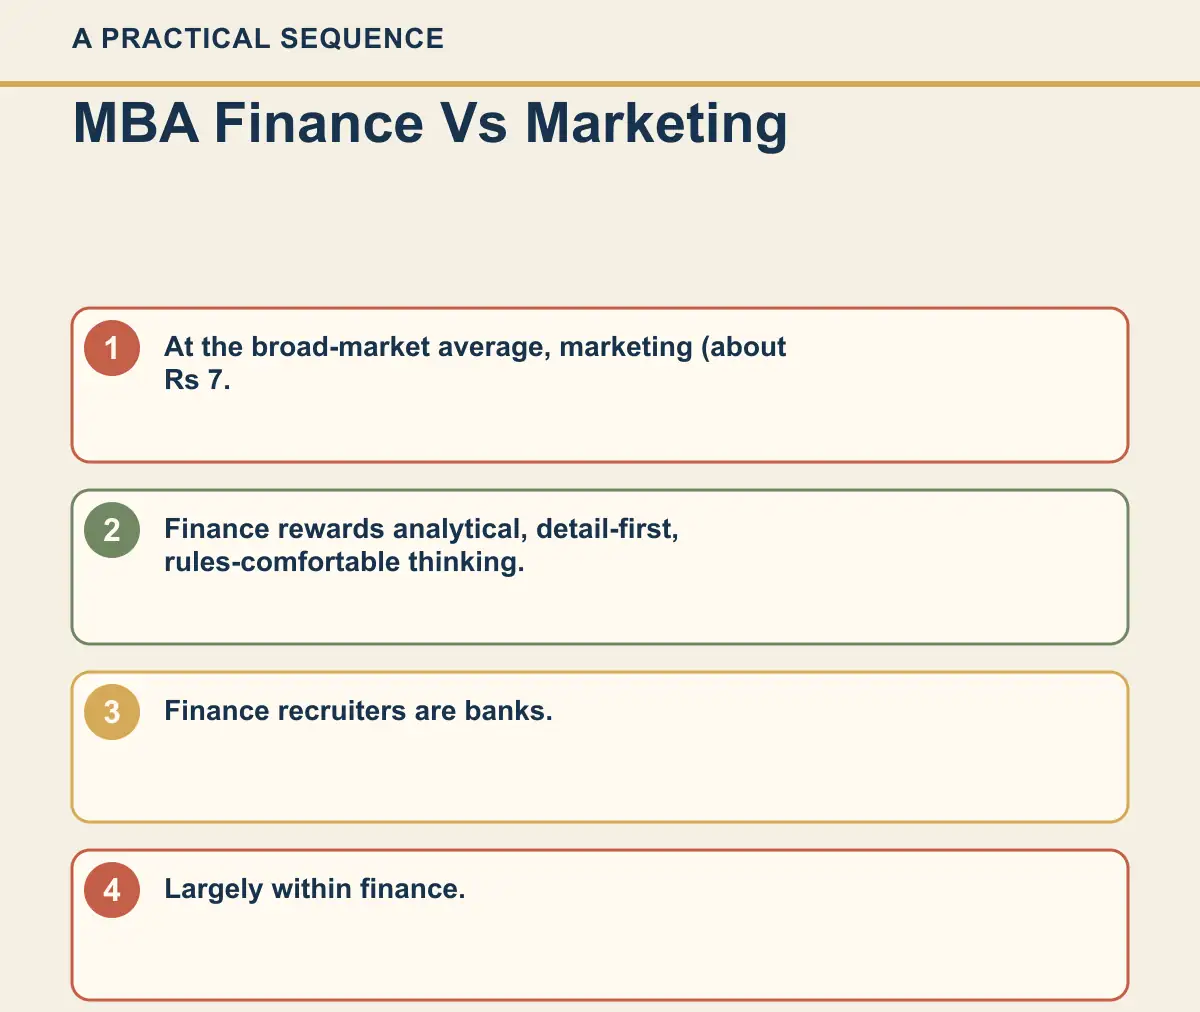 A PRACTICAL SEQUENCE
MBA Finance Vs Marketing
1
At the broad-market average, marketing (about
Rs 7.
2
Finance rewards analytical, detail-first,
rules-comfortable thinking.
3
Finance recruiters are banks.
4
Largely within finance.